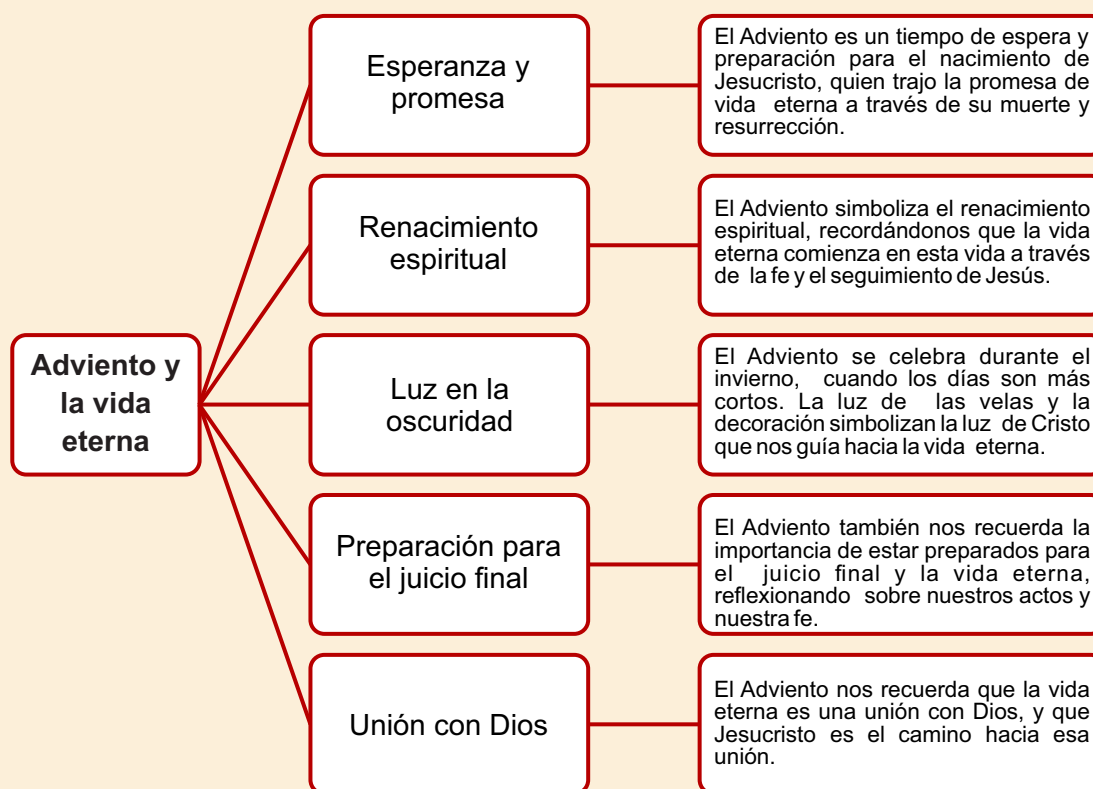 Adviento y
la vida
eterna
Esperanza y
promesa
El Adviento es un tiempo de espera y
preparación para el nacimiento de
Jesucristo, quien trajo la promesa de
vida eterna a través de su muerte y
resurrección.
Renacimiento
espiritual
El Adviento simboliza el renacimiento
espiritual, recordándonos que la vida
eterna comienza en esta vida a través
de la fe y el seguimiento de Jesús.
Luz en la
oscuridad
El Adviento se celebra durante el
invierno, cuando los días son más
cortos. La luz de las velas y la
decoración simbolizan la luz de Cristo
que nos guía hacia la vida eterna.
Preparación para
el juicio final
El Adviento también nos recuerda la
importancia de estar preparados para
el juicio final y la vida eterna,
reflexionando sobre nuestros actos y
nuestra fe.
Unión con Dios
El Adviento nos recuerda que la vida
eterna es una unión con Dios, y que
Jesucristo es el camino hacia esa
unión.